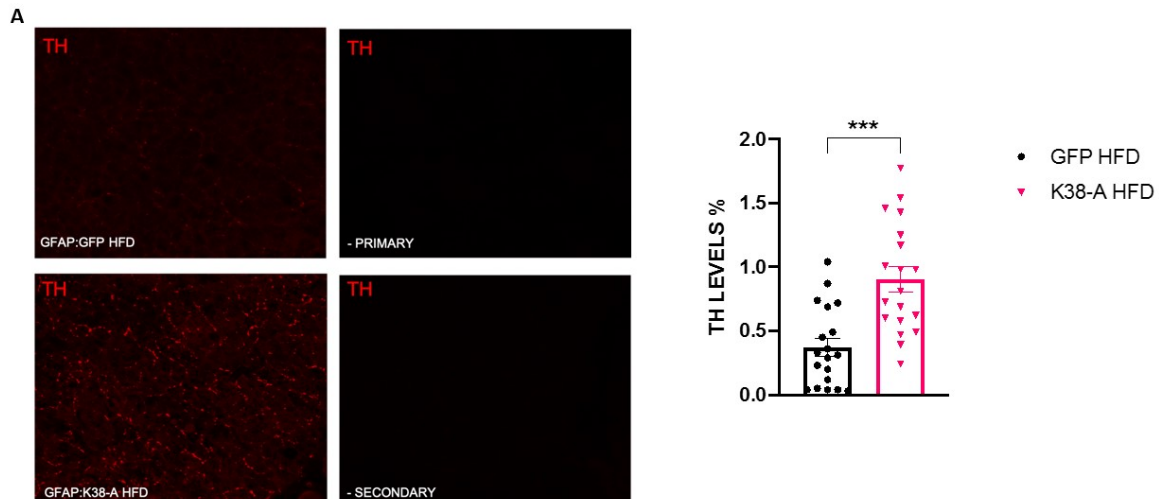 A
TH
GFAP:GFP HFD
TH
- PRIMARY
TH
GFAP:K38-A HFD
TH
- SECONDARY
***
2.0
1.5
1.0
0.5
0.0
TH LEVELS %
GFP HFD
K38-A HFD